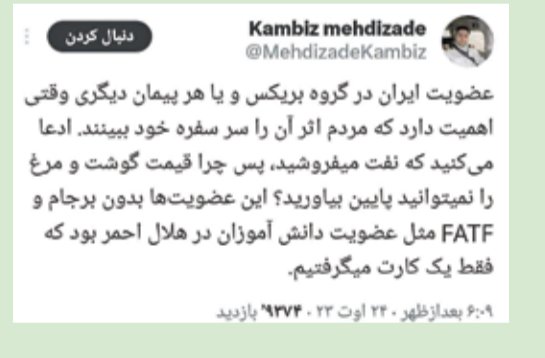 Kambiz mehdizade
@MehdizadeKambiz
دنبال کردن
عضویت ایران در گروه بریکس و یا هر پیمان دیگری وقتی
اهمیت دارد که مردم اثر آن را سر سفره خود ببینند. ادعا
می‌کنید که نفت میفروشید، پس چرا قیمت گوشت و مرغ
را نمیتوانید پایین بیاورید؟ این عضویت‌ها بدون برجام و
FATF مثل عضویت دانش آموزان در هلال احمر بود که
فقط یک کارت میگرفتیم.
۶:۰۹ بعدازظهر · ۲۴ اوت ۲۳ · ۹۳۷۴٬ بازدید